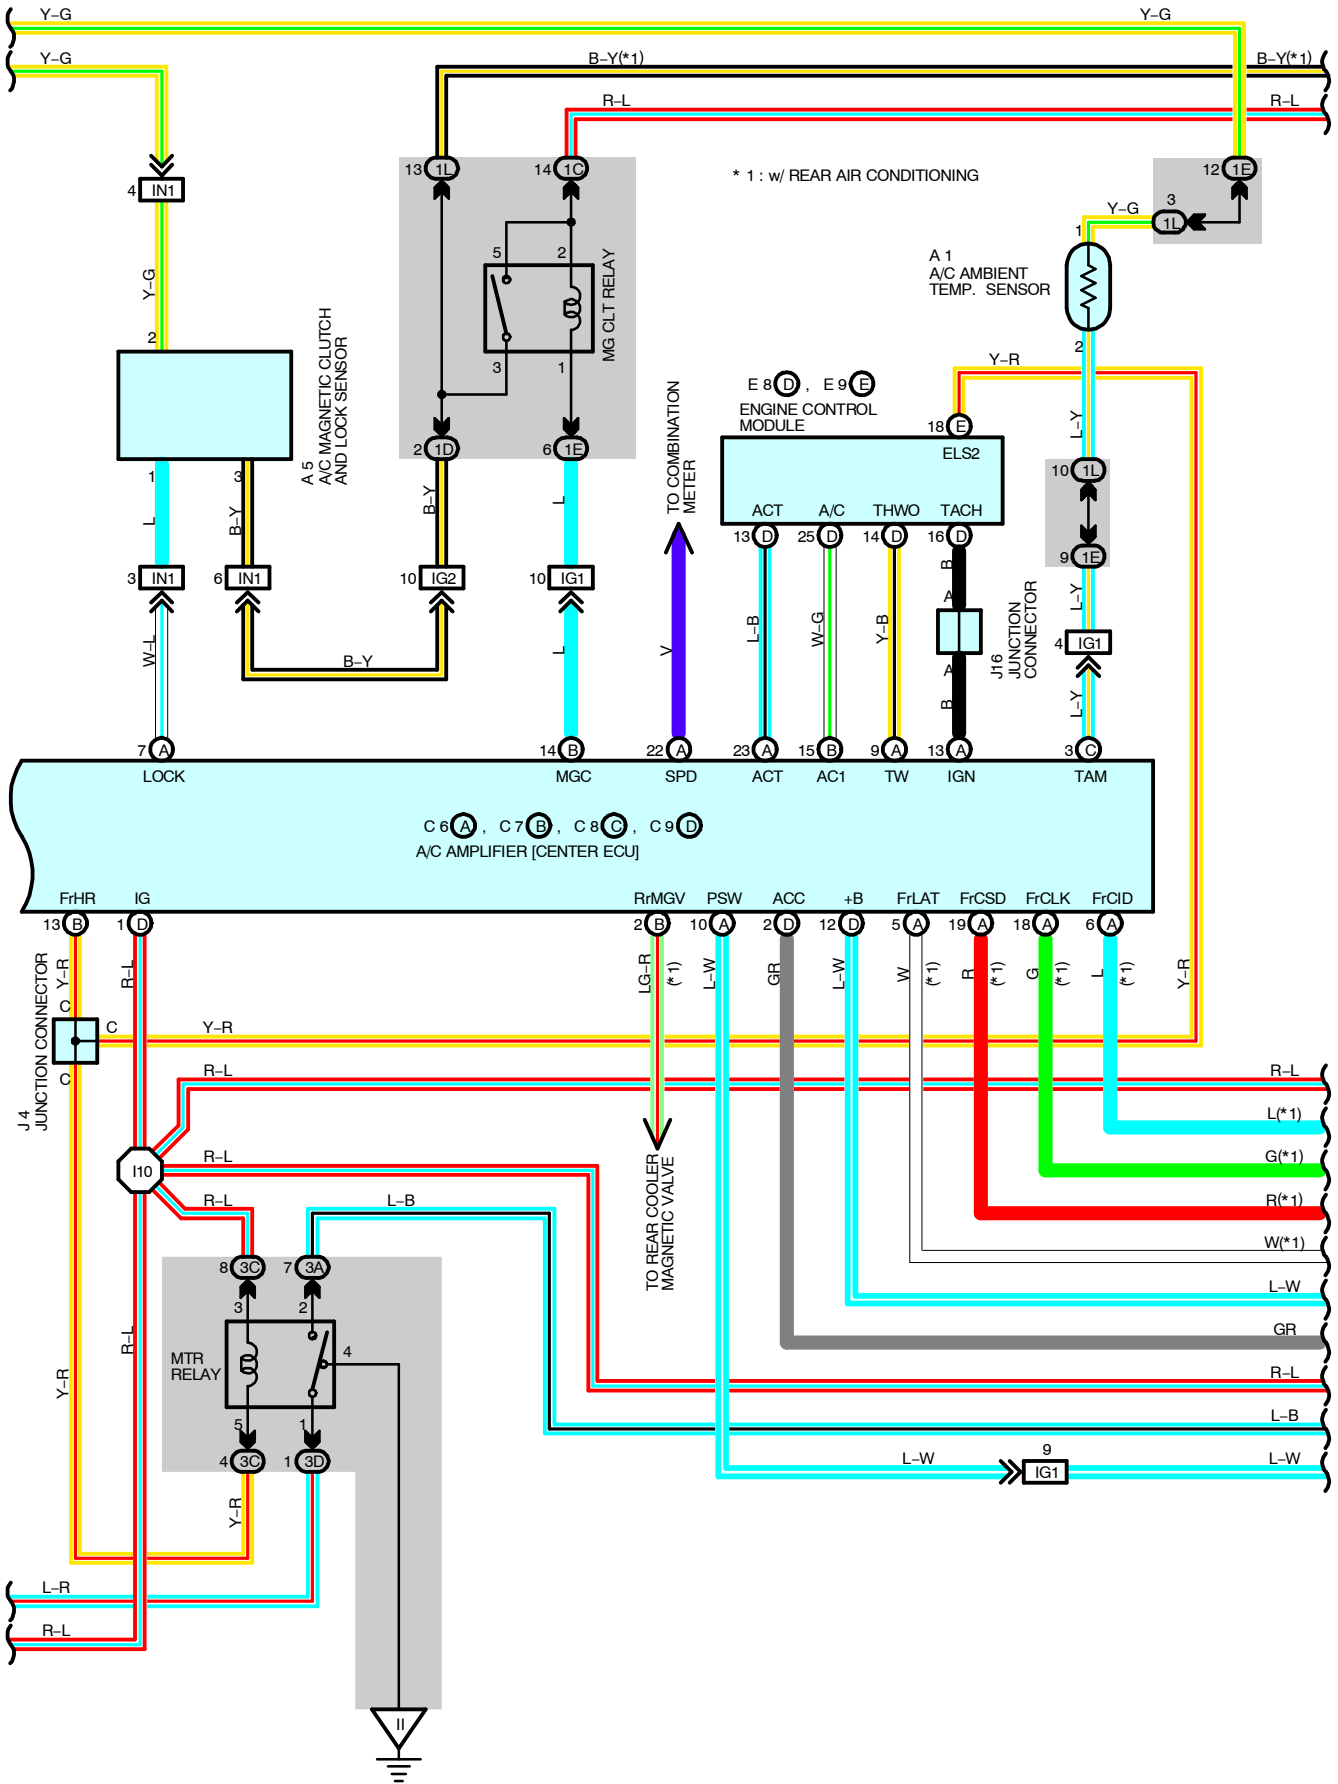 Y-G
Y-G
Y-G
B-Y(*1)
B-Y(*1)
R-L
R-L
13 1L
14 1C
* 1 : w/ REAR AIR CONDITIONING
12 1E
4 IN1
3
1L
Y-G
1
A 1
A/C AMBIENT
TEMP. SENSOR
Y-G
5
2
MG CLT RELAY
3
1
2
A 5
A/C MAGNETIC CLUTCH
AND LOCK SENSOR
2
Y-R
E 8 D , E 9 E
ENGINE CONTROL
MODULE
18 E
ELS2
L-Y
2 1D
6 1E
TO COMBINATION
METER
10 1L
1
3
L
B-Y
B-Y
L
ACT
A/C
THWO
TACH
13 D
25 D
14 D
16 D
9 1E
3 IN1
6 IN1
10 IG2
10 IG1
B
A
L-Y
J16
JUNCTION
CONNECTOR
W-L
B-Y
L
V
L-B
W-G
Y-B
A
B
4 IG1
L-Y
7 A
14 B
22 A
23 A
15 B
9 A
13 A
3 C
LOCK
MGC
SPD
ACT
AC1
TW
IGN
TAM
C 6 A , C 7 B , C 8 C , C 9 D
A/C AMPLIFIER [CENTER ECU]
FrHR
IG
RrMGV
PSW
ACC
+B
FrLAT
FrCSD
FrCLK
FrCID
13 B
1 D
2 B
10 A
2 D
12 D
5 A
19 A
18 A
6 A
Y-R
R-L
LG-R
(*1)
L-W
GR
L-W
W
(*1)
R
(*1)
G
(*1)
L
(*1)
Y-R
C
C
C
J 4
JUNCTION CONNECTOR
Y-R
R-L
R-L
L(*1)
I10
R-L
G(*1)
TO REAR COOLER
MAGNETIC VALVE
R-L
L-B
R(*1)
W(*1)
8 3C
7 3A
L-W
3
2
GR
R-L
MTR
RELAY
4
R-L
Y-R
L-B
5
1
4 3C
1 3D
L-W
9
IG1
L-W
Y-R
L-R
R-L
II